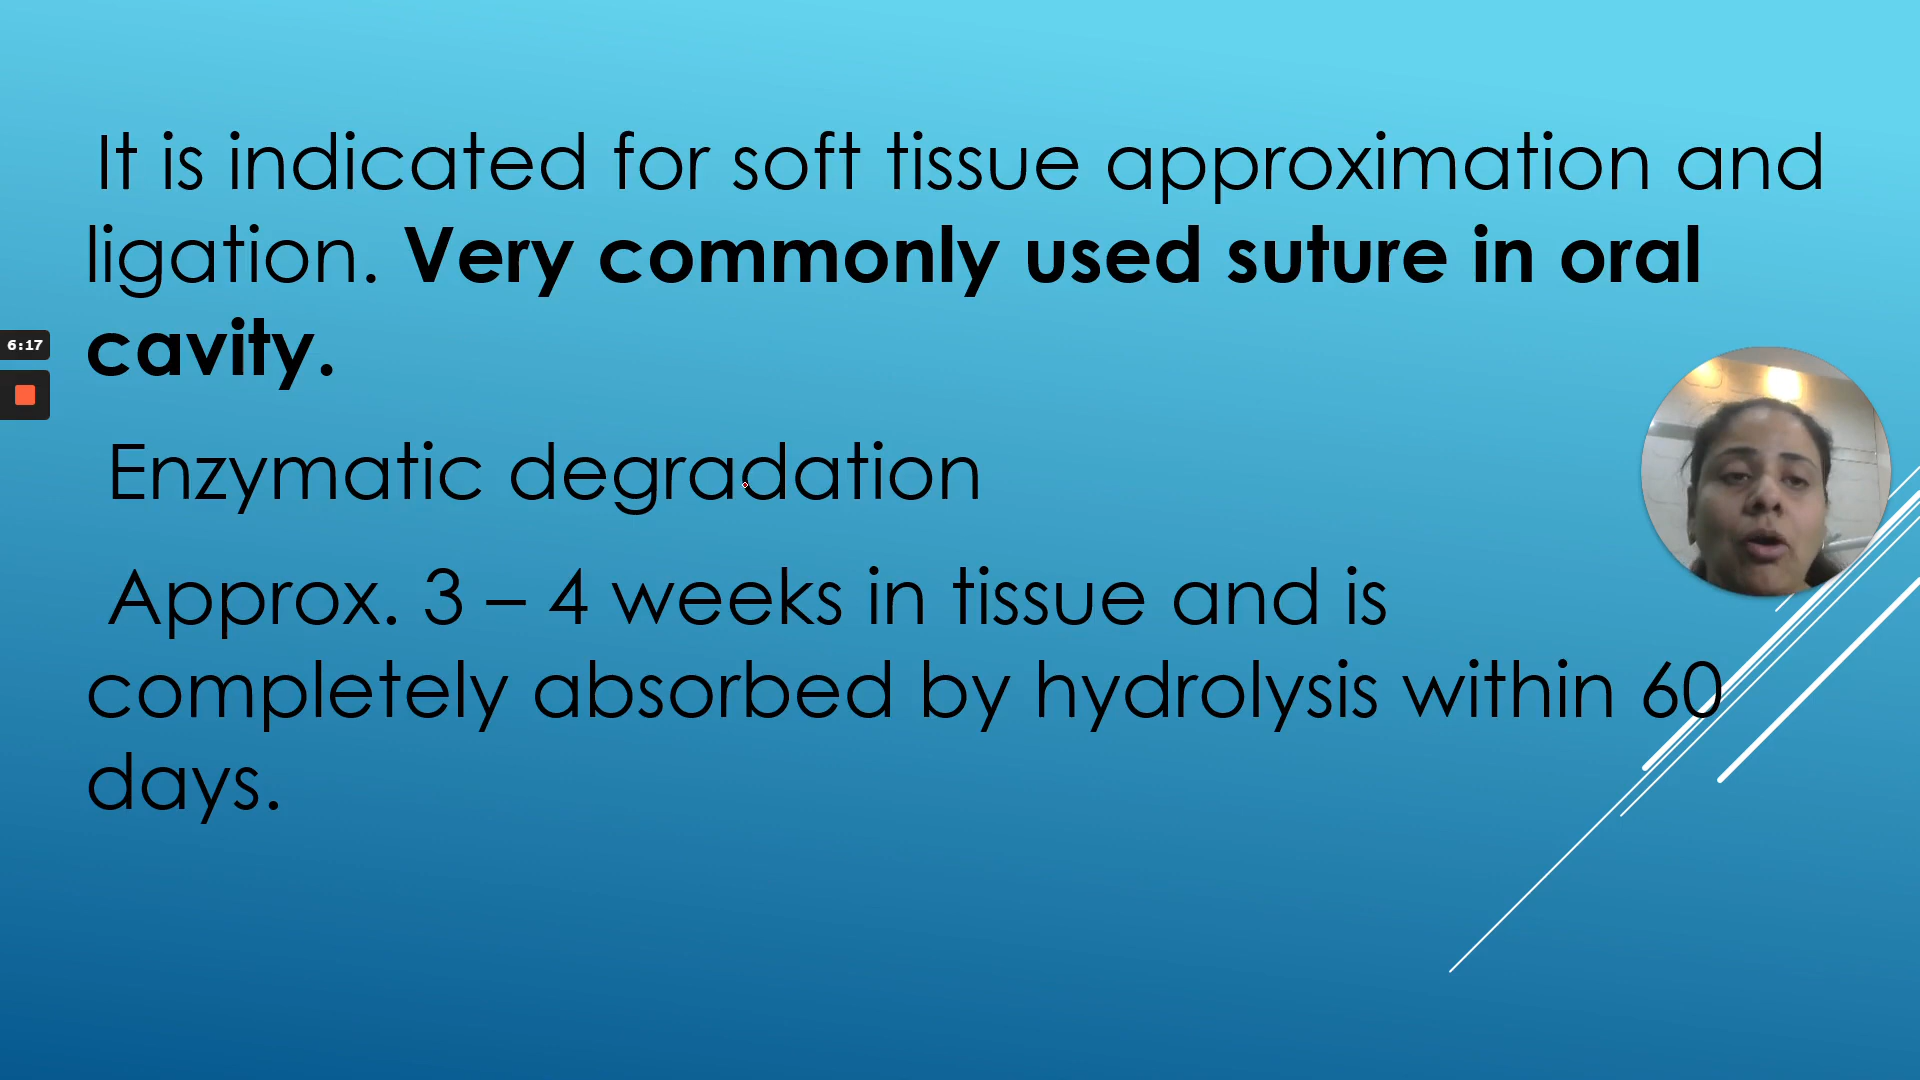 It is indicated for soft tissue approximation and
ligation. Very commonly used suture in oral
cavity.
6:17
Enzymatic degradation
Approx. 3 – 4 weeks in tissue and is
completely absorbed by hydrolysis within 60
days.